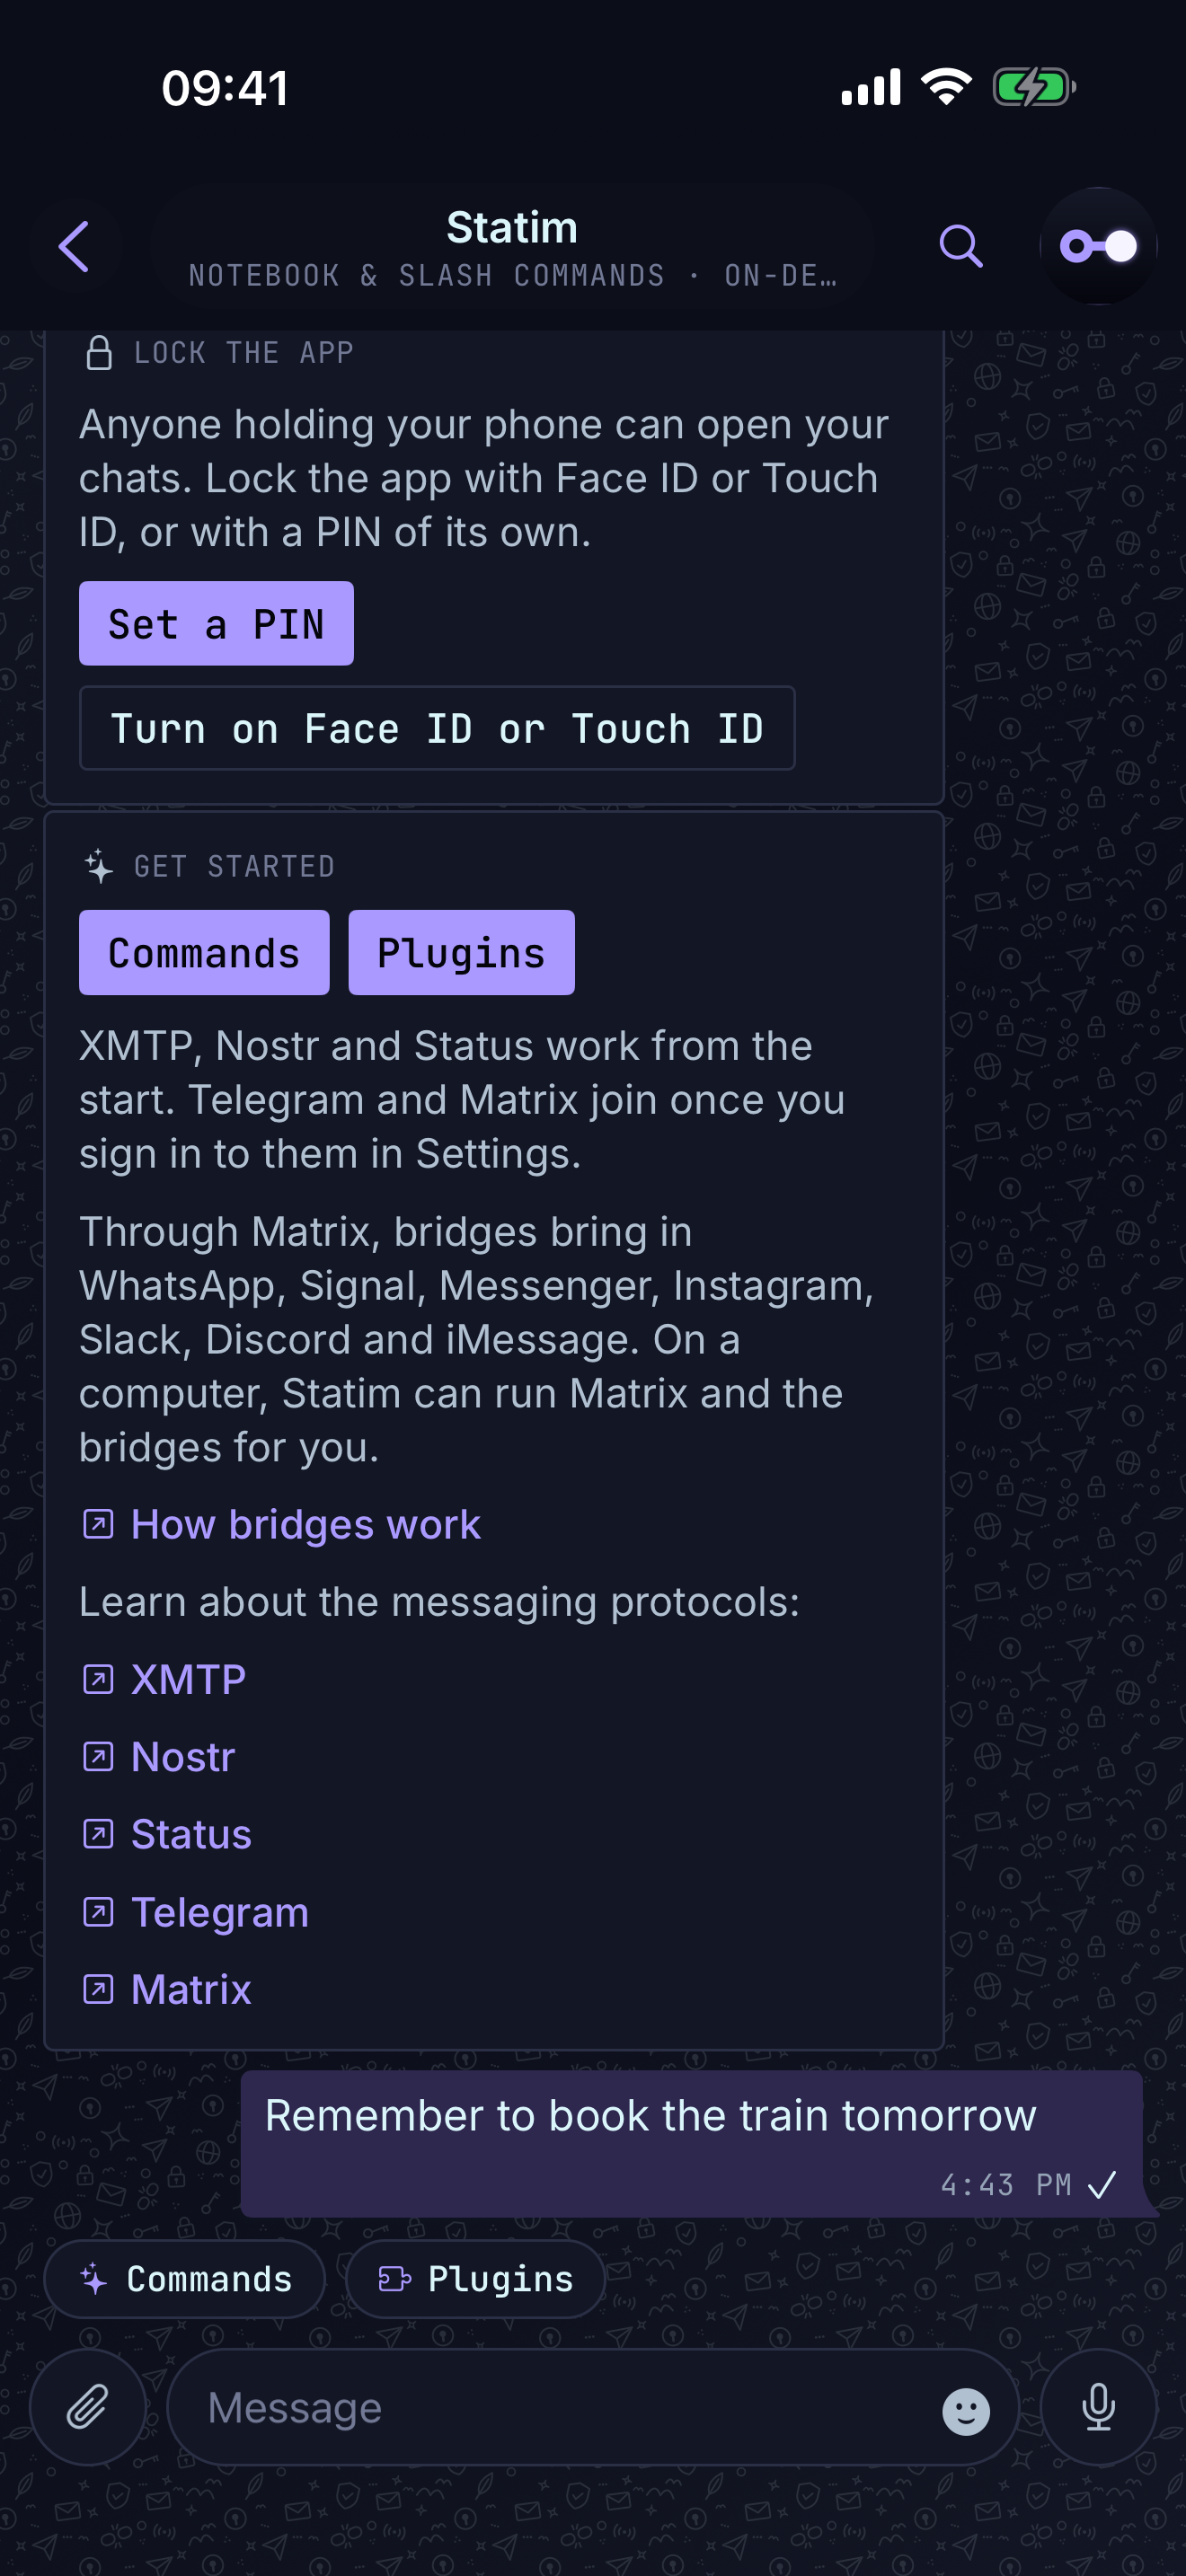 09:41
Statim
NOTEBOOK & SLASH COMMANDS · ON-DE…
LOCK THE APP
Anyone holding your phone can open your
chats. Lock the app with Face ID or Touch
ID, or with a PIN of its own.
Set a PIN
Turn on Face ID or Touch ID
GET STARTED
Commands Plugins
XMTP, Nostr and Status work from the
start. Telegram and Matrix join once you
sign in to them in Settings.
Through Matrix, bridges bring in
WhatsApp, Signal, Messenger, Instagram,
Slack, Discord and iMessage. On a
computer, Statim can run Matrix and the
bridges for you.
How bridges work
Learn about the messaging protocols:
XMTP
Nostr
Status
Telegram
Matrix
Remember to book the train tomorrow
4:43 PM
Commands Plugins
Message